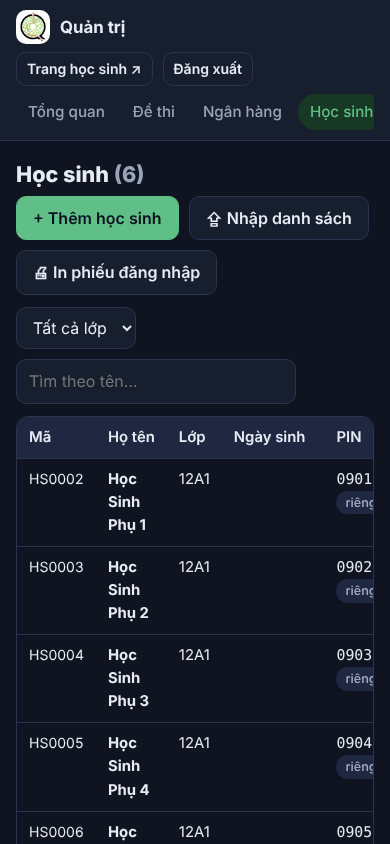 Quản trị
Trang học sinh ↗ Đăng xuất
Tổng quan Đề thi Ngân hàng Học sinh
Học sinh (6)
+ Thêm học sinh ⇪ Nhập danh sách
🖨 In phiếu đăng nhập
Tất cả lớp
Tìm theo tên...
Mã Họ tên Lớp Ngày sinh PIN
HS0002 Học Sinh Phụ 1 12A1 0901 riêng
HS0003 Học Sinh Phụ 2 12A1 0902 riêng
HS0004 Học Sinh Phụ 3 12A1 0903 riêng
HS0005 Học Sinh Phụ 4 12A1 0904 riêng
HS0006 Học 12A1 0905